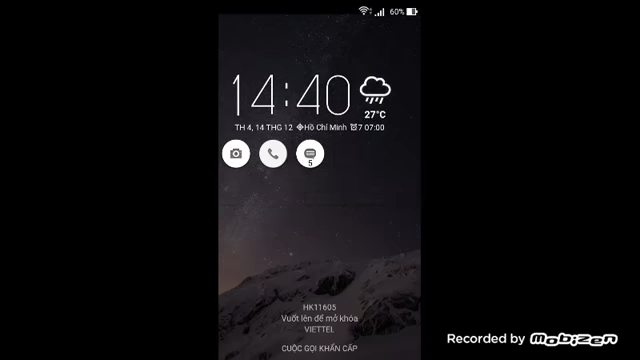 60%
14:40
27°C
TH 4, 14 THG 12 Hồ Chí Minh 7 07:00
5
HK11605
Vuốt lên để mở khóa
VIETTEL
CUỘC GỌI KHẨN CẤP
Recorded by Mobizen